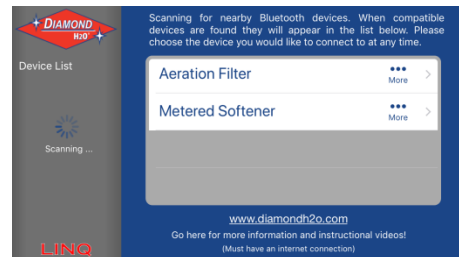 DIAMOND
H2O
Scanning for nearby Bluetooth devices. When compatible
devices are found they will appear in the list below. Please
choose the device you would like to connect to at any time.
Device List
Aeration Filter
More
Metered Softener
More
Scanning ...
www.diamondh2o.com
Go here for more information and instructional videos!
(Must have an internet connection)
LINQ